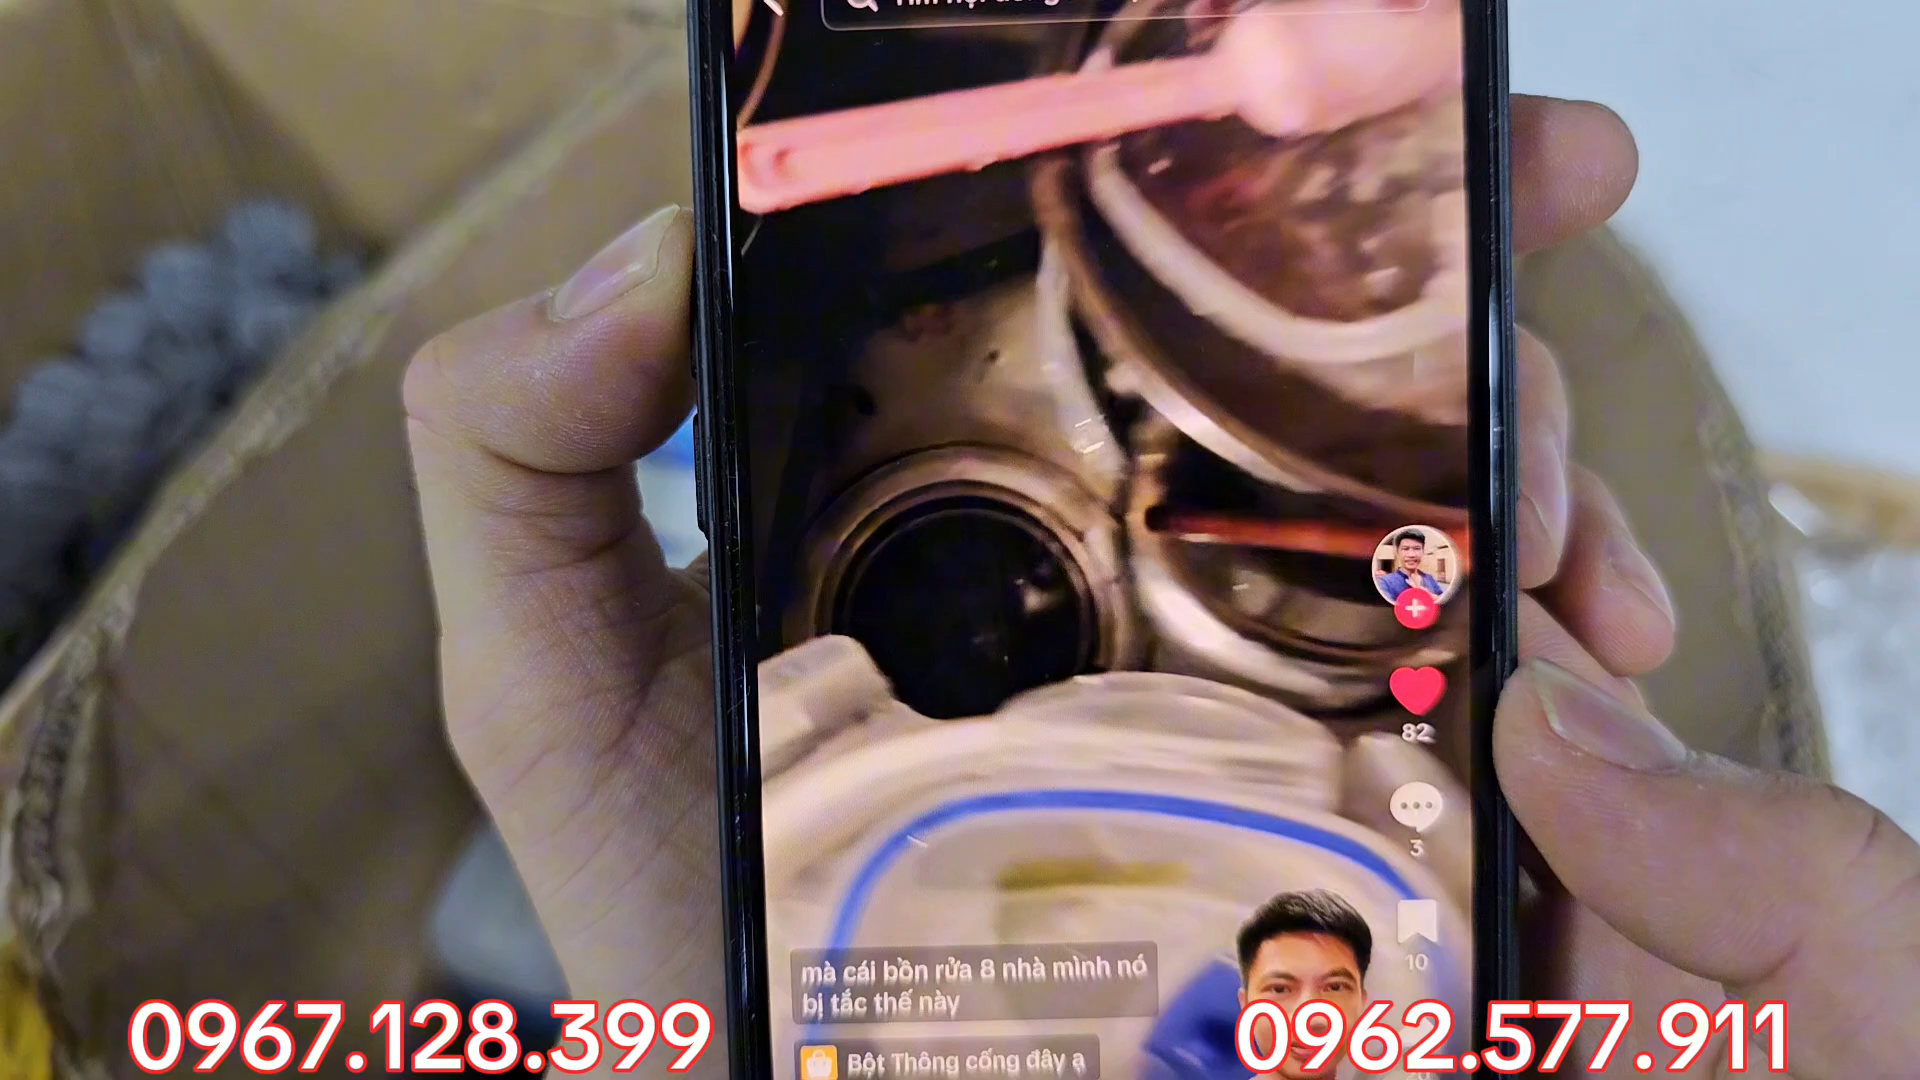 82
3
10
mà cái bồn rửa 8 nhà mình nó
bị tắc thế này
Bột Thông cống đây ạ
0967.128.399
0962.577.911